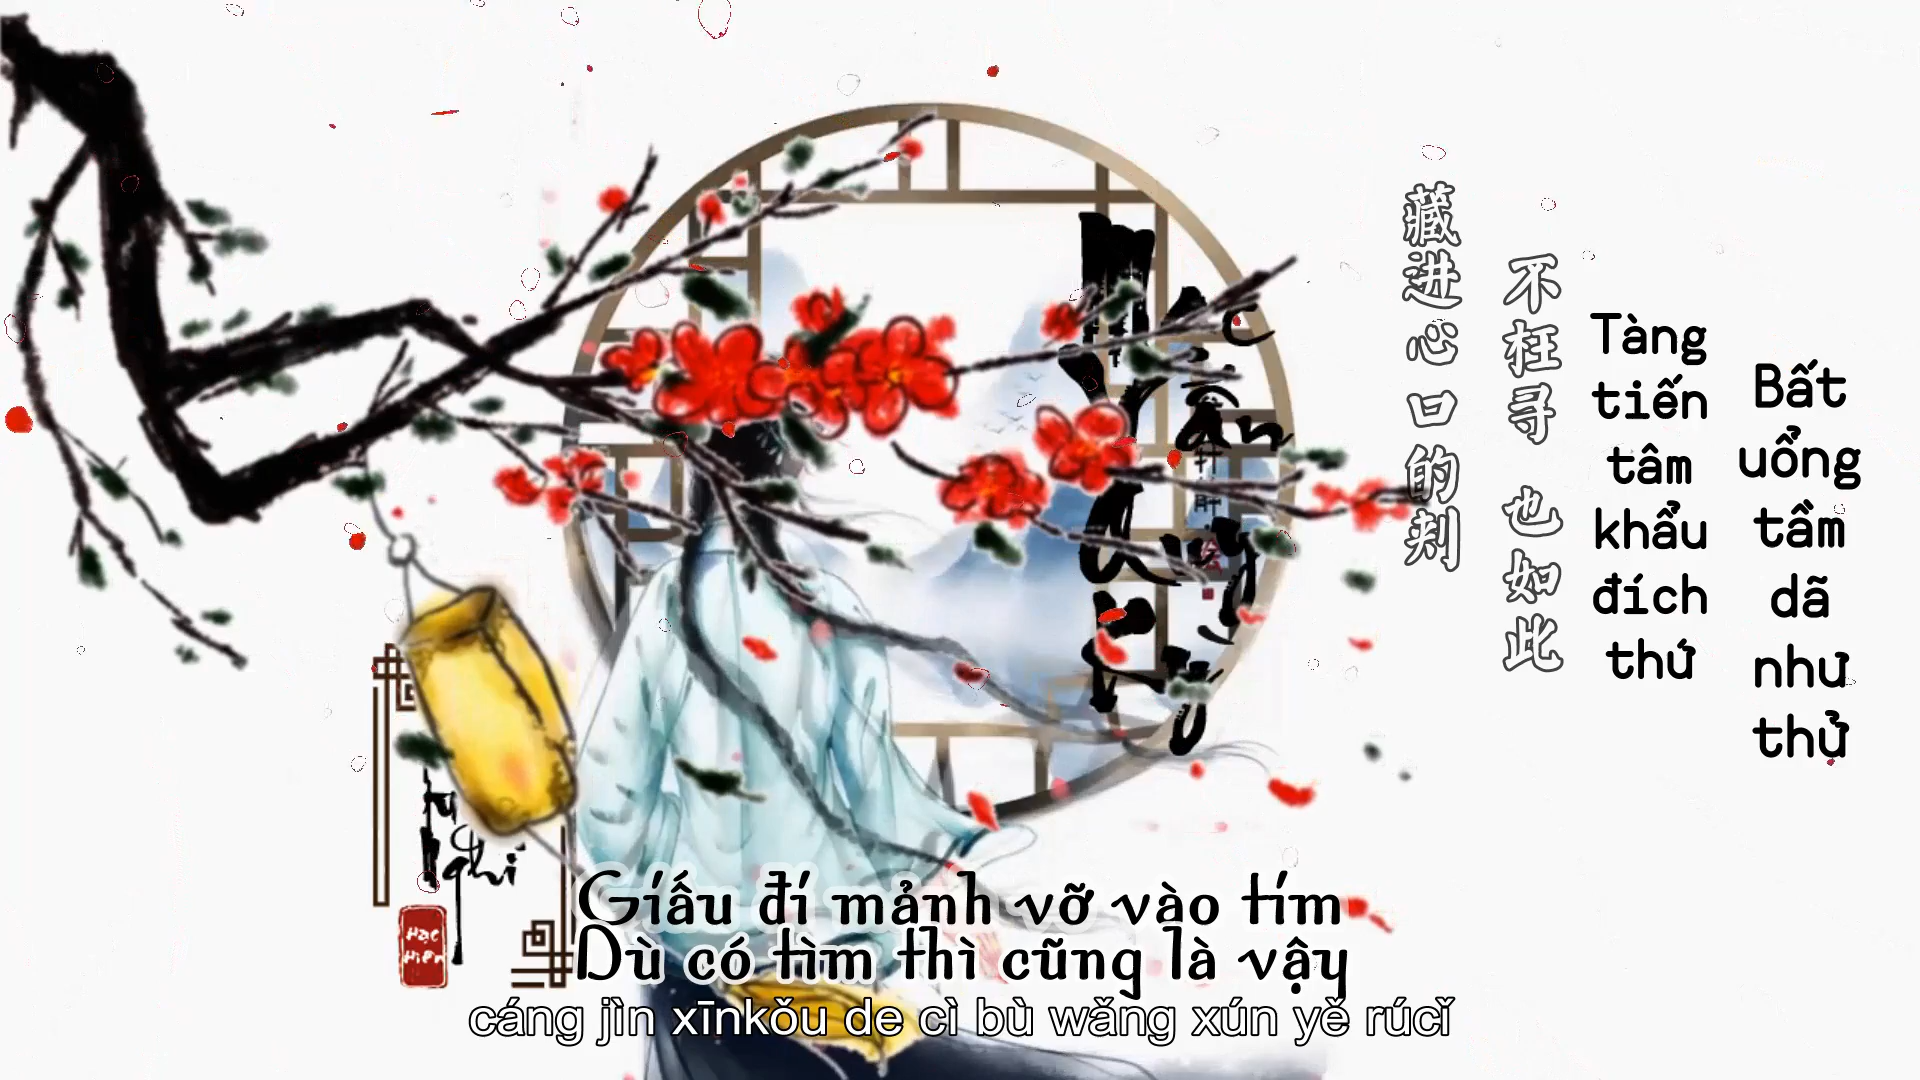 藏进心口的刺
不枉寻 也如此
Tàng
tiến
tâm
khẩu
đích
thứ
Bất
uổng
tầm
dã
như
thử
Hạc
Hiên
Giấu đi mảnh vỡ vào tim
Dù có tìm thì cũng là vậy
cáng jìn xīnkǒu de cì bù wǎng xún yě rúcǐ